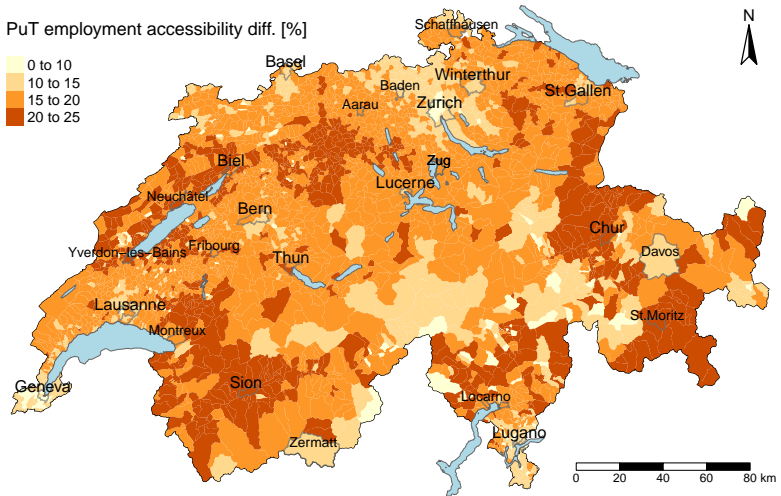 PuT employment accessibility diff. [%]
0 to 10
10 to 15
15 to 20
20 to 25
N
Schaffhausen
Basel
Winterthur
Baden
St.Gallen
Aarau
Zurich
Biel
Zug
Lucerne
Neuchâtel
Bern
Chur
Fribourg
Yverdon−les−Bains
Davos
Thun
Lausanne
St.Moritz
Montreux
Sion
Geneva
Locarno
Lugano
Zermatt
0 20 40 60 80 km